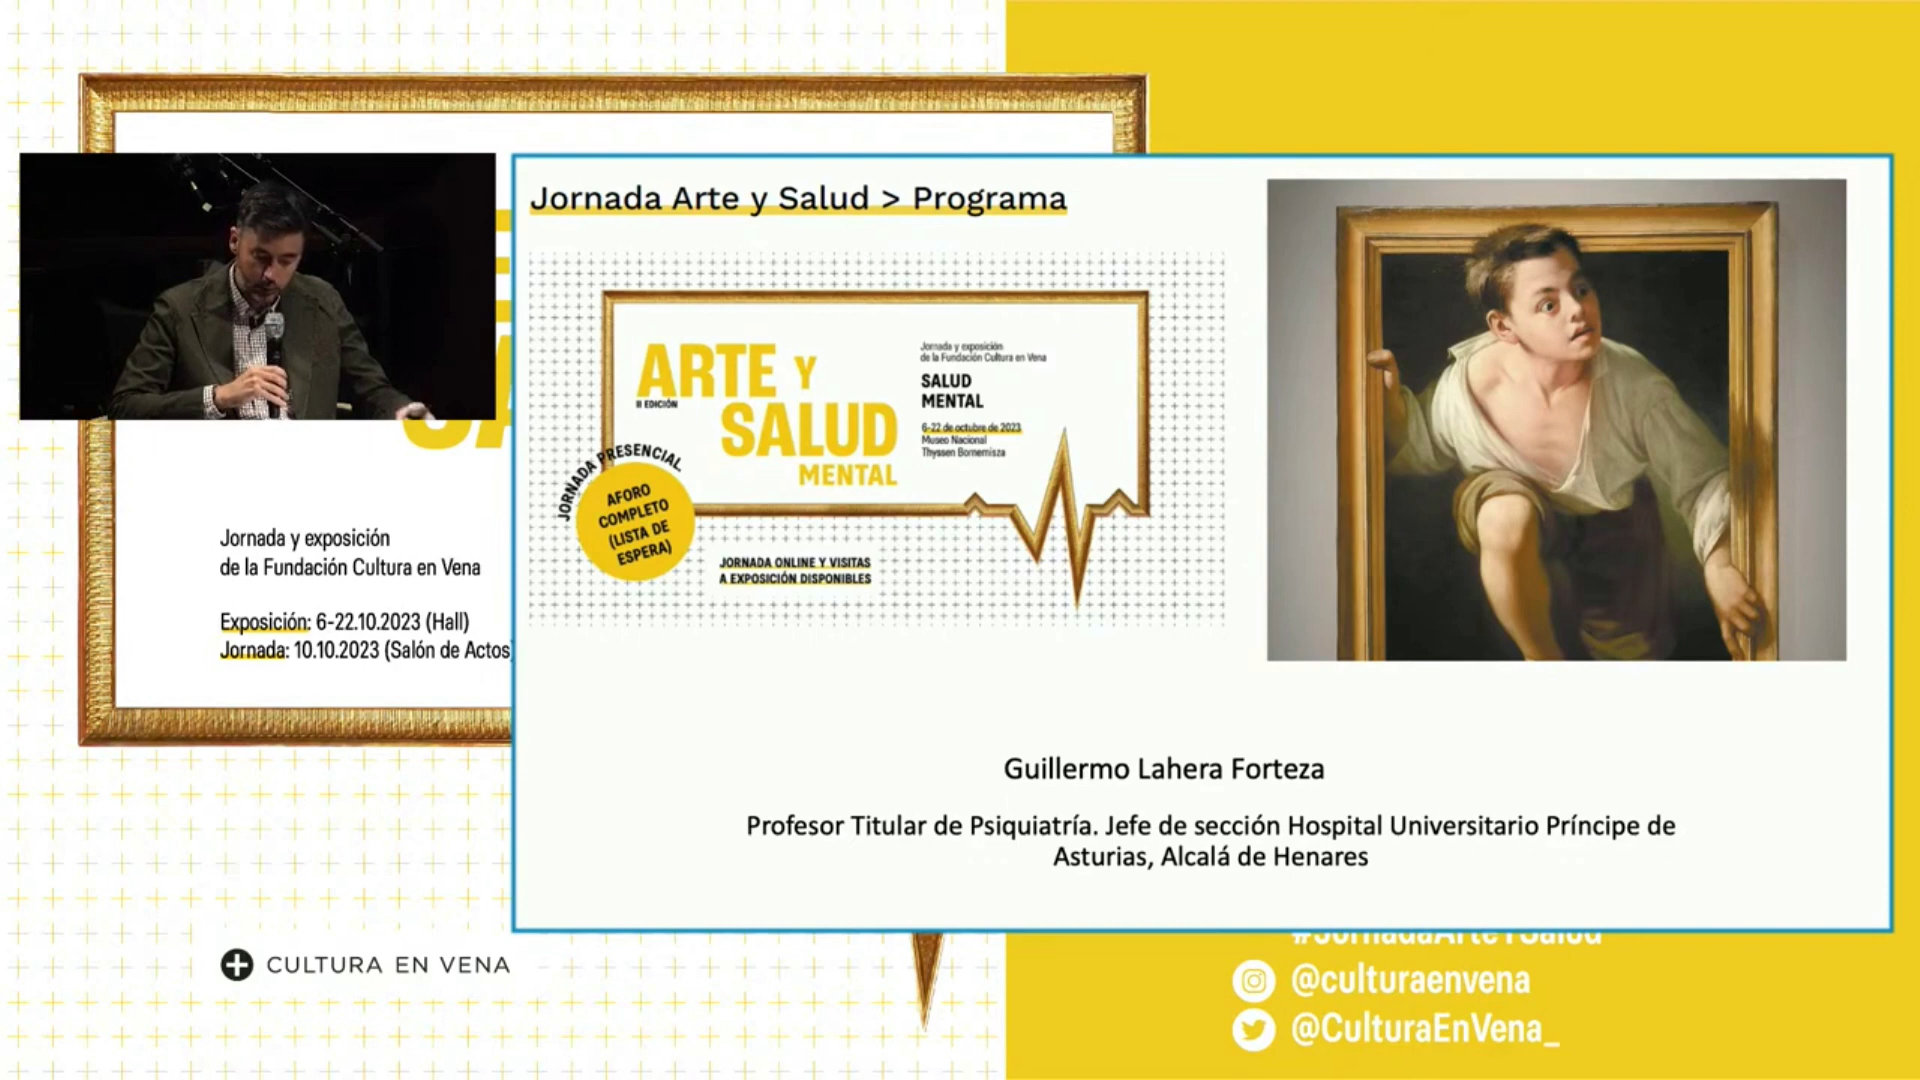 Jornada Arte y Salud > Programa
ARTE Y
II EDICIÓN
SALUD
MENTAL
Jornada y exposición
de la Fundación Cultura en Vena
SALUD
MENTAL
6-22 de octubre de 2023
Museo Nacional
Thyssen Bornemisza
JORNADA PRESENCIAL
AFORO
COMPLETO
(LISTA DE
ESPERA)
JORNADA ONLINE Y VISITAS
A EXPOSICIÓN DISPONIBLES
Guillermo Lahera Forteza
Profesor Titular de Psiquiatría. Jefe de sección Hospital Universitario Príncipe de
Asturias, Alcalá de Henares
Jornada y exposición
de la Fundación Cultura en Vena
Exposición: 6-22.10.2023 (Hall)
Jornada: 10.10.2023 (Salón de Actos)
CULTURA EN VENA
#JornadaArteYSalud
@culturaenvena
@CulturaEnVena_